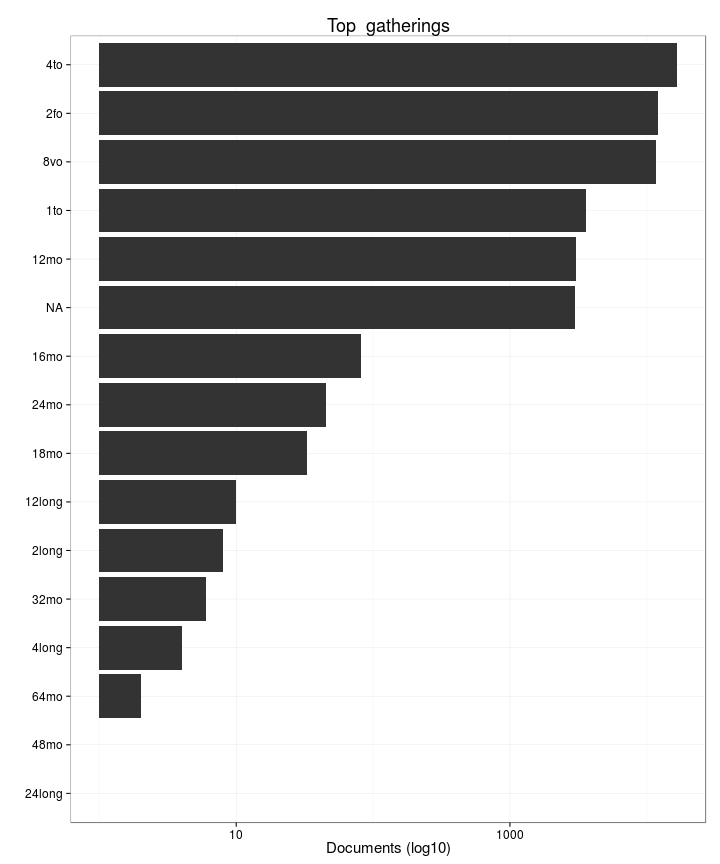 Top gatherings
4to
2fo
8vo
1to
12mo
NA
16mo
24mo
18mo
12long
2long
32mo
4long
64mo
48mo
24long
10 1000
Documents (log10)